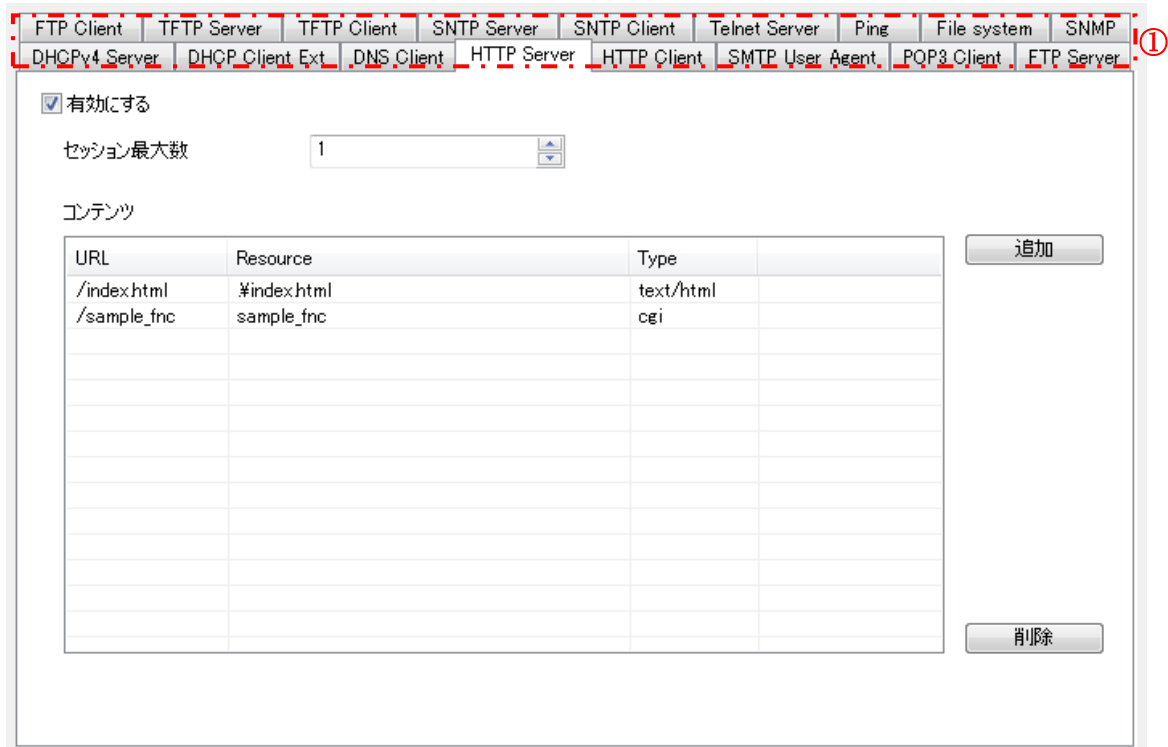 FTP Client TFTP Server TFTP Client SNTP Server SNTP Client Telnet Server Ping File system SNMP
①
DHCPv4 Server DHCP Client Ext DNS Client HTTP Server HTTP Client SMTP User Agent POP3 Client FTP Server
有効にする
セッション最大数 1
コンテンツ
URL Resource Type
追加
/index.html .¥index.html text/html
/sample_fnc sample_fnc cgi
削除